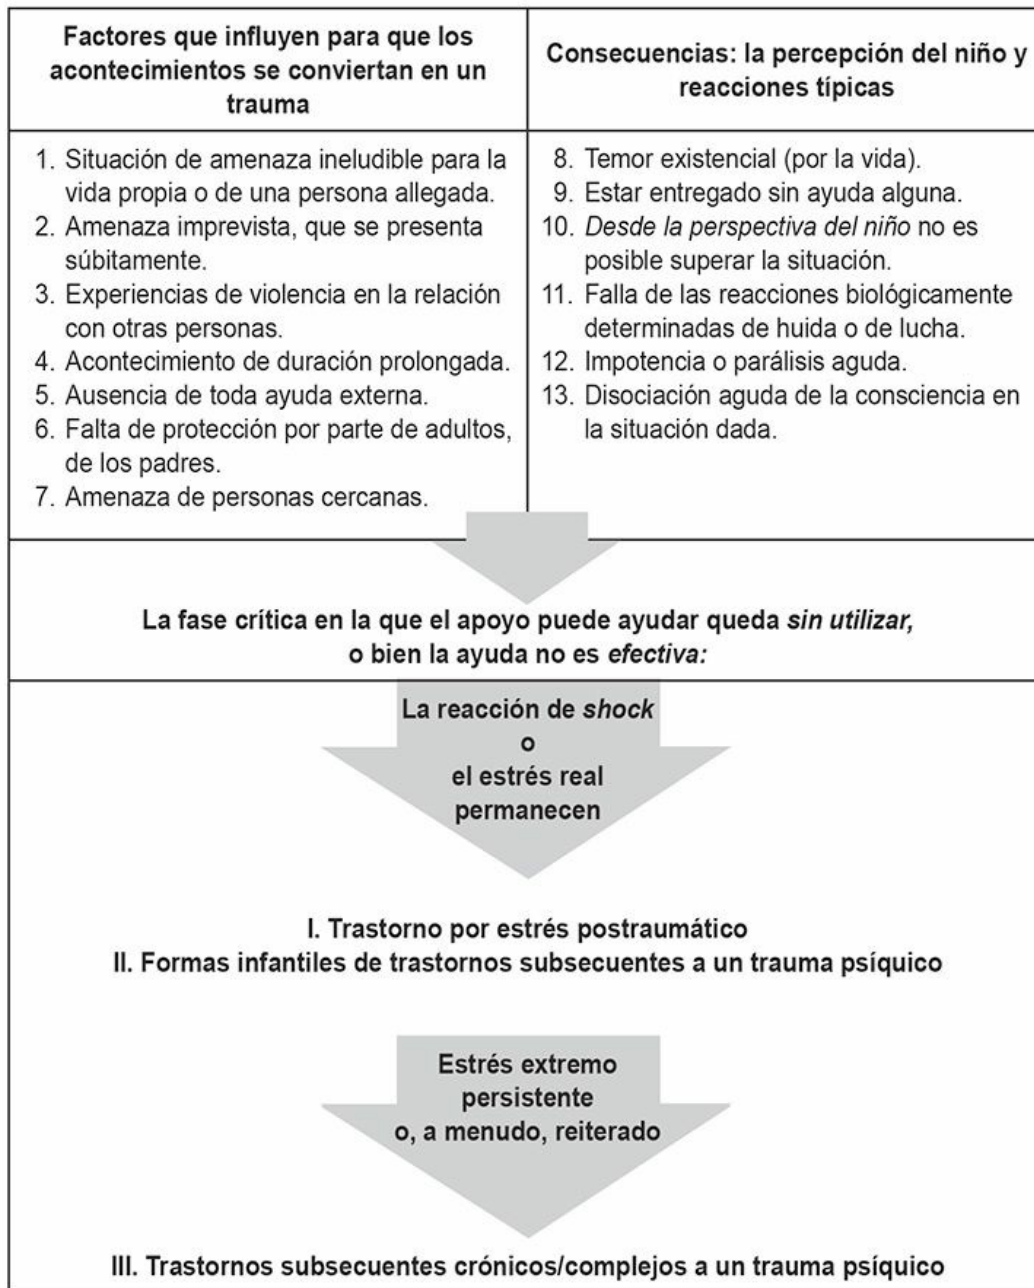 Factores que influyen para que los
acontecimientos se conviertan en un
trauma
Consecuencias: la percepción del niño y
reacciones típicas
1. Situación de amenaza ineludible para la
vida propia o de una persona allegada.
2. Amenaza imprevista, que se presenta
súbitamente.
3. Experiencias de violencia en la relación
con otras personas.
4. Acontecimiento de duración prolongada.
5. Ausencia de toda ayuda externa.
6. Falta de protección por parte de adultos,
de los padres.
7. Amenaza de personas cercanas.
8. Temor existencial (por la vida).
9. Estar entregado sin ayuda alguna.
10. Desde la perspectiva del niño no es
posible superar la situación.
11. Falla de las reacciones biológicamente
determinadas de huida o de lucha.
12. Impotencia o parálisis aguda.
13. Disociación aguda de la consciencia en
la situación dada.
La fase crítica en la que el apoyo puede ayudar queda sin utilizar,
o bien la ayuda no es efectiva:
La reacción de shock
o
el estrés real
permanecen
I. Trastorno por estrés postraumático
II. Formas infantiles de trastornos subsecuentes a un trauma psíquico
Estrés extremo
persistente
o, a menudo, reiterado
III. Trastornos subsecuentes crónicos/complejos a un trauma psíquico